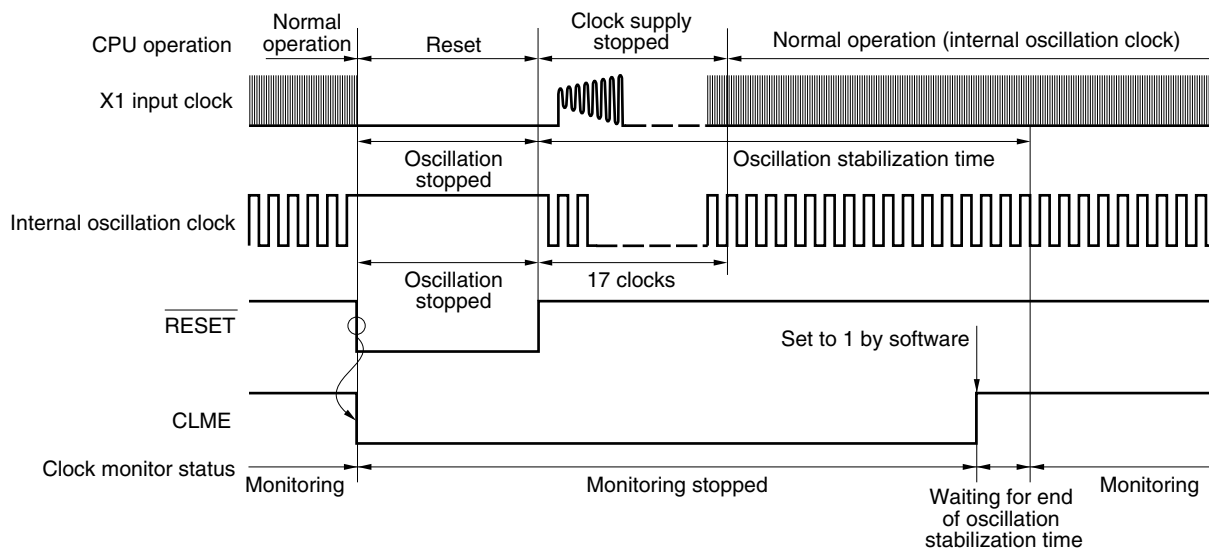 CPU operation
Normal
operation
Reset
Clock supply
stopped
Normal operation (internal oscillation clock)
X1 input clock
Oscillation
stopped
Oscillation stabilization time
Internal oscillation clock
Oscillation
stopped
17 clocks
RESET
Set to 1 by software
CLME
Clock monitor status
Monitoring
Monitoring stopped
Waiting for end
of oscillation
stabilization time
Monitoring